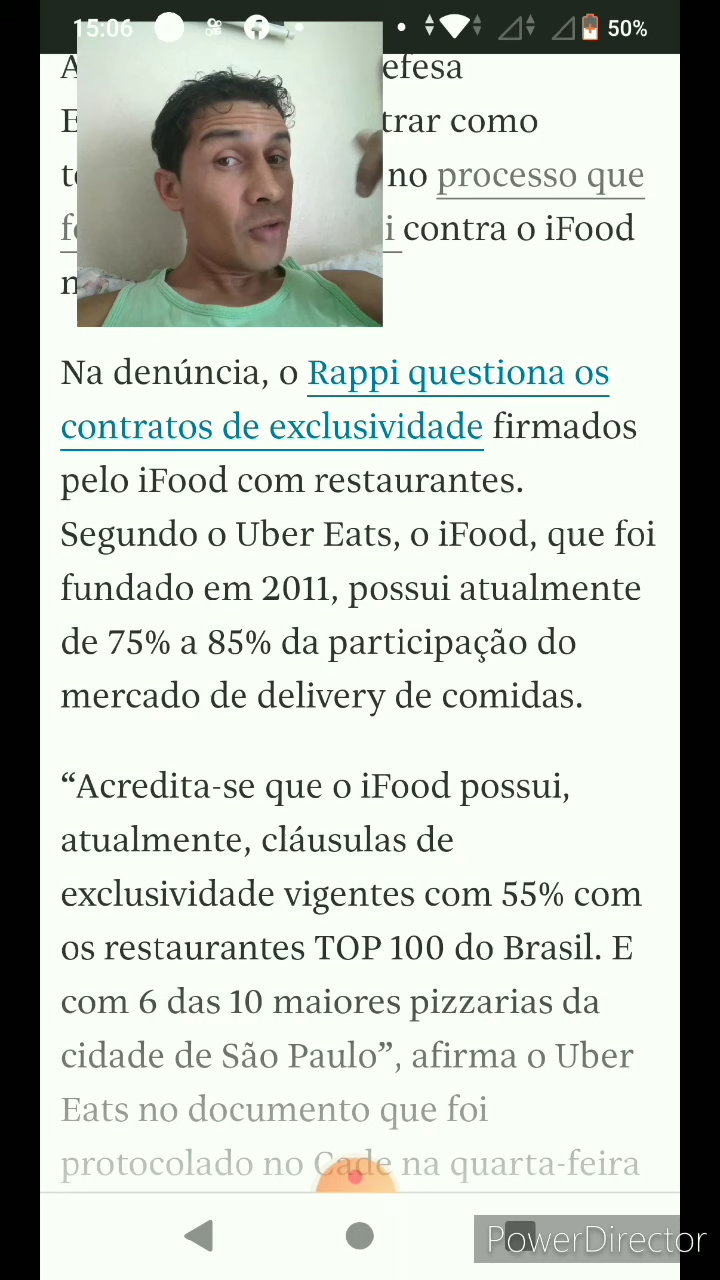 15:06
50%
A efesa
E trar como
no processo que
f i contra o iFood
n
Na denúncia, o Rappi questiona os
contratos de exclusividade firmados
pelo iFood com restaurantes.
Segundo o Uber Eats, o iFood, que foi
fundado em 2011, possui atualmente
de 75% a 85% da participação do
mercado de delivery de comidas.
“Acredita-se que o iFood possui,
atualmente, cláusulas de
exclusividade vigentes com 55% com
os restaurantes TOP 100 do Brasil. E
com 6 das 10 maiores pizzarias da
cidade de São Paulo”, afirma o Uber
Eats no documento que foi
protocolado no Cade na quarta-feira
PowerDirector